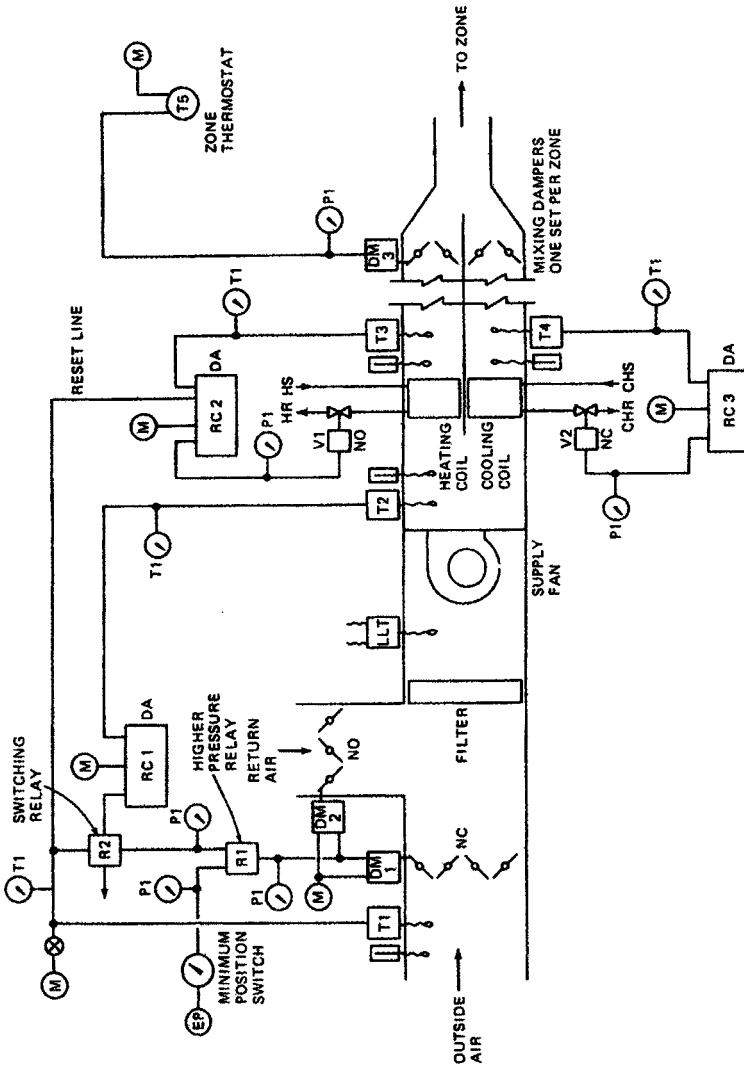 M
T5
ZONE
THERMOSTAT
TO ZONE
P1
DM
3
MIXING DAMPERS
ONE SET PER ZONE
RESET LINE
T1
DA
RC 2
M
P1
HR HS
V1
NO
T3
HEATING
COIL
COOLING
COIL
T4
T1
CHR CHS
V2
NC
P1
M
RC 3
DA
T1
T2
SUPPLY
FAN
LLT
SWITCHING
RELAY
M
RC 1
DA
HIGHER
PRESSURE
RELAY
RETURN
AIR
NO
FILTER
T1
R2
P1
P1
R1
P1
DM
2
M
DM
1
NC
M
EP
MINIMUM
POSITION
SWITCH
T1
OUTSIDE
AIR